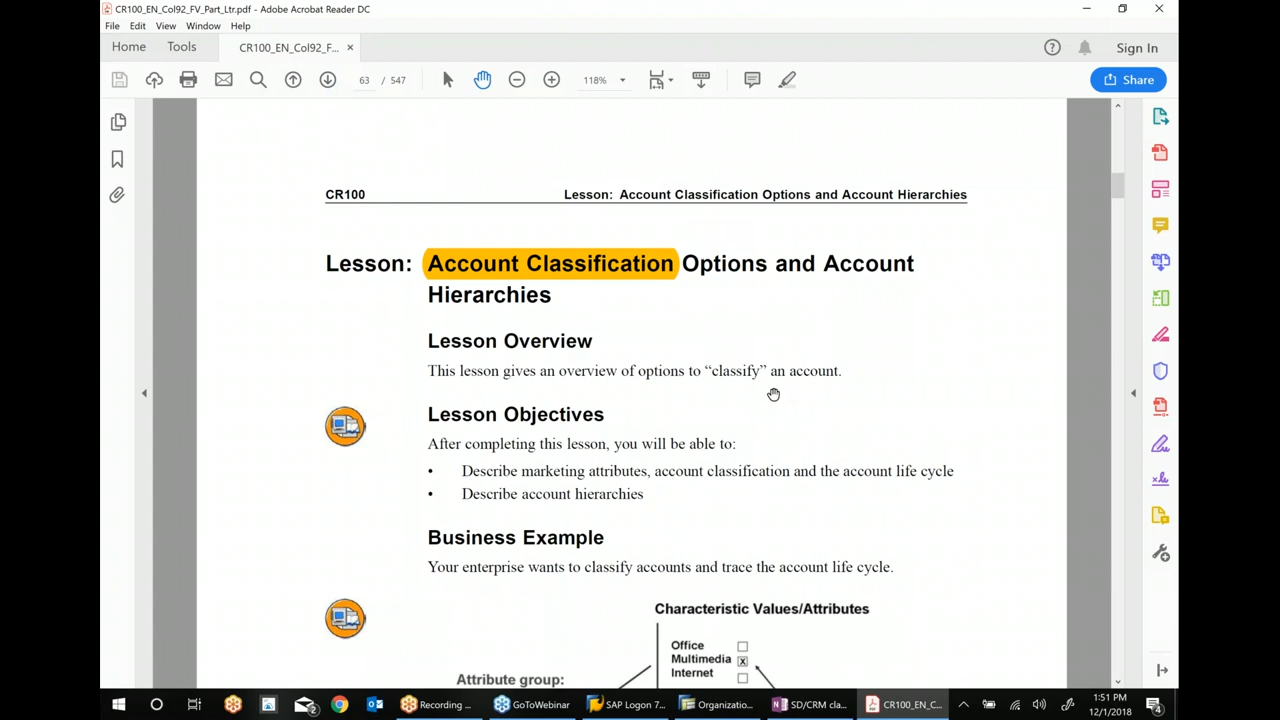 CR100_EN_Col92_FV_Part_Ltr.pdf - Adobe Acrobat Reader DC
File Edit View Window Help
Home Tools CR100_EN_Col92_F... × Sign In
63 / 547 118% Share
CR100 Lesson: Account Classification Options and Account Hierarchies
Lesson: Account Classification Options and Account
Hierarchies
Lesson Overview
This lesson gives an overview of options to “classify” an account.
Lesson Objectives
After completing this lesson, you will be able to:
• Describe marketing attributes, account classification and the account life cycle
• Describe account hierarchies
Business Example
Your enterprise wants to classify accounts and trace the account life cycle.
Characteristic Values/Attributes
Office
Multimedia X
Internet
Attribute group:
Recording ... GoToWebinar SAP Logon 7... Organizatio... SD/CRM cla... CR100_EN_C... 1:51 PM
12/1/2018